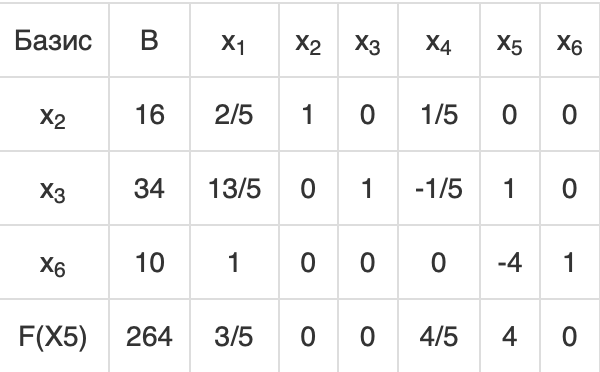 Базис B x1 x2 x3 x4 x5 x6
x2 16 2/5 1 0 1/5 0 0
x3 34 13/5 0 1 -1/5 1 0
x6 10 1 0 0 0 -4 1
F(X5) 264 3/5 0 0 4/5 4 0